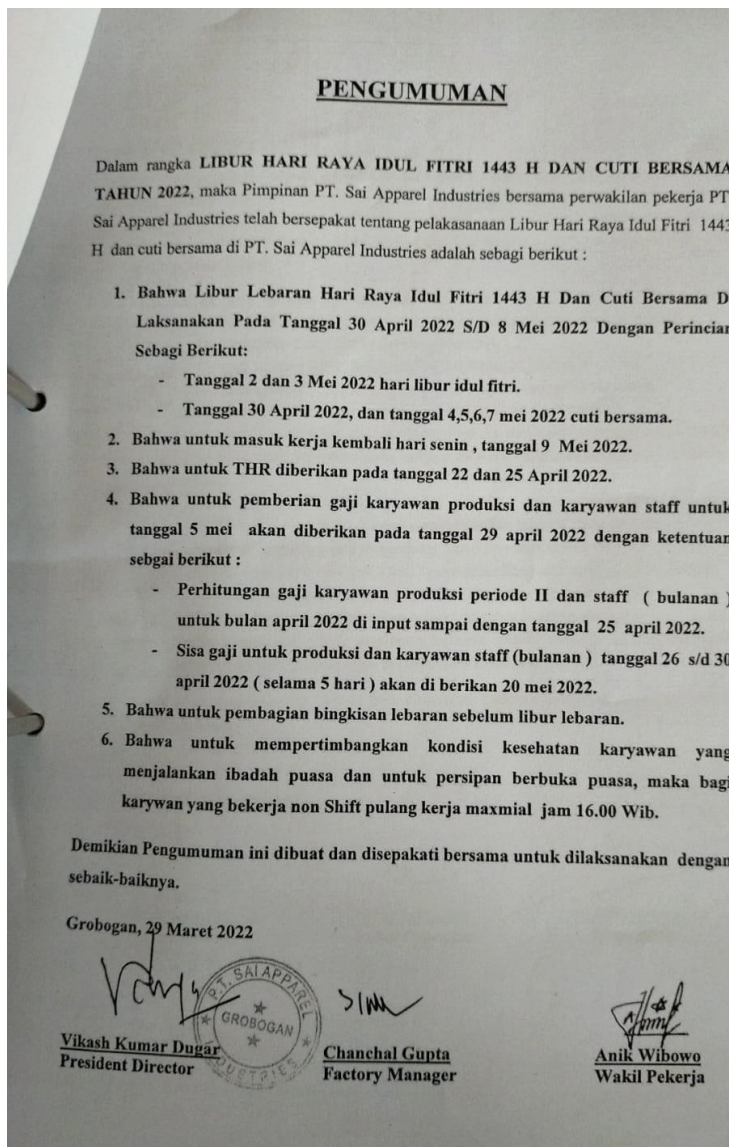 PENGUMUMAN
Dalam rangka LIBUR HARI RAYA IDUL FITRI 1443 H DAN CUTI BERSAMA
TAHUN 2022, maka Pimpinan PT. Sai Apparel Industries bersama perwakilan pekerja PT
Sai Apparel Industries telah bersepakat tentang pelakasanaan Libur Hari Raya Idul Fitri 1443
H dan cuti bersama di PT. Sai Apparel Industries adalah sebagai berikut :
1. Bahwa Libur Lebaran Hari Raya Idul Fitri 1443 H Dan Cuti Bersama D
Laksanakan Pada Tanggal 30 April 2022 S/D 8 Mei 2022 Dengan Perincian
Sebagi Berikut:
- Tanggal 2 dan 3 Mei 2022 hari libur idul fitri.
- Tanggal 30 April 2022, dan tanggal 4,5,6,7 mei 2022 cuti bersama.
2. Bahwa untuk masuk kerja kembali hari senin , tanggal 9 Mei 2022.
3. Bahwa untuk THR diberikan pada tanggal 22 dan 25 April 2022.
4. Bahwa untuk pemberian gaji karyawan produksi dan karyawan staff untuk
tanggal 5 mei akan diberikan pada tanggal 29 april 2022 dengan ketentuan
sebgai berikut :
- Perhitungan gaji karyawan produksi periode II dan staff ( bulanan )
untuk bulan april 2022 di input sampai dengan tanggal 25 april 2022.
- Sisa gaji untuk produksi dan karyawan staff (bulanan ) tanggal 26 s/d 30
april 2022 ( selama 5 hari ) akan di berikan 20 mei 2022.
5. Bahwa untuk pembagian bingkisan lebaran sebelum libur lebaran.
6. Bahwa untuk mempertimbangkan kondisi kesehatan karyawan yang
menjalankan ibadah puasa dan untuk persipan berbuka puasa, maka bagi
karywan yang bekerja non Shift pulang kerja maxmial jam 16.00 Wib.
Demikian Pengumuman ini dibuat dan disepakati bersama untuk dilaksanakan dengan
sebaik-baiknya.
Grobogan, 29 Maret 2022
P.T. SAI APPAREL
GROBOGAN
INDUSTRIES
Vikash Kumar Dugar
President Director
Chanchal Gupta
Factory Manager
Anik Wibowo
Wakil Pekerja